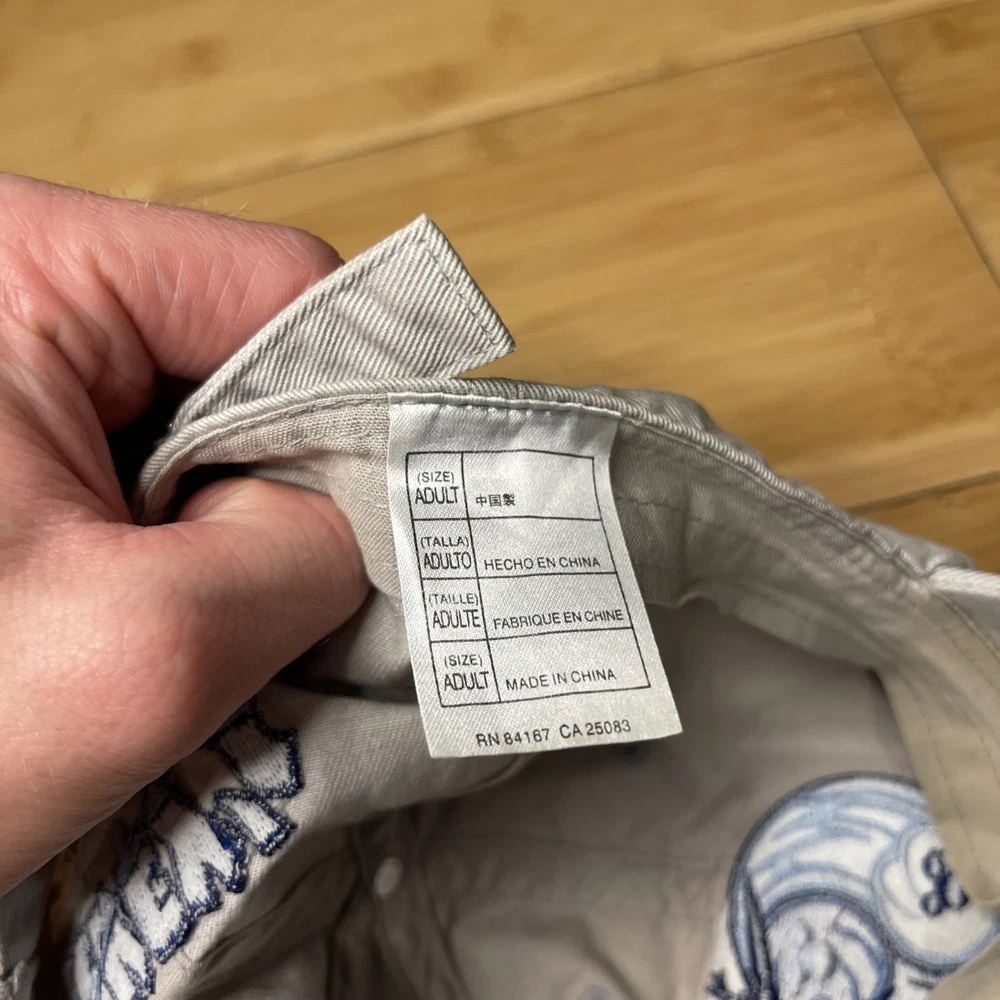 (SIZE)
ADULT
中国製
(TALLA)
ADULTO
HECHO EN CHINA
(TAILLE)
ADULTE
FABRIQUE EN CHINE
(SIZE)
ADULT
MADE IN CHINA
RN 84187 CA 25083